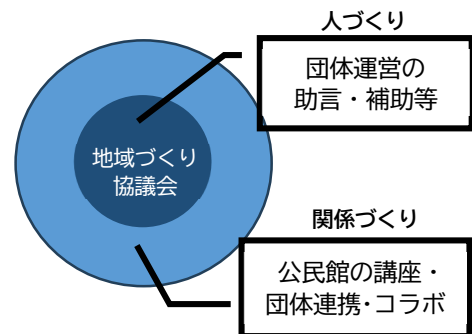 人づくり
団体運営の
助言・補助等
地域づくり
協議会
関係づくり
公民館の講座・
団体連携・コラボ